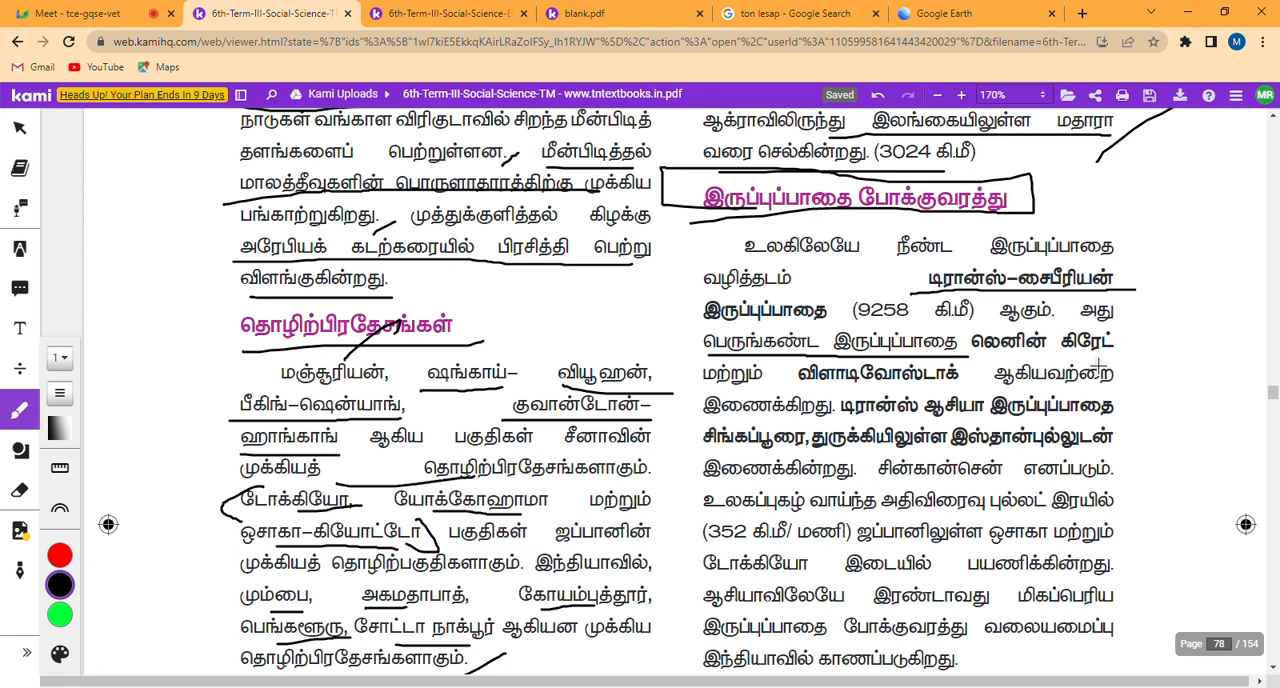 Meet - tce-gqse-vet
6th-Term-III-Social-Science-T
6th-Term-III-Social-Science-E
blank.pdf
ton lesap - Google Search
Google Earth
web.kamihq.com/web/viewer.html?state=%7B"ids"%3A%5B"1wl7kiE5EkkqKAirLRaZoIFSy_Ih1RYJW"%5D%2C"action"%3A"open"%2C"userId"%3A"110599581641443420029"%7D&filename=6th-Ter...
M
Gmail
YouTube
Maps
kami
Heads Up! Your Plan Ends In 9 Days
Kami Uploads
6th-Term-III-Social-Science-TM - www.tntextbooks.in.pdf
Saved
170%
MR
நாடுகள் வங்காள விரிகுடாவில் சிறந்த மீன்பிடித்
தளங்களைப் பெற்றுள்ளன. மீன்பிடித்தல்
மாலத்தீவுகளின் பொருளாதாரத்திற்கு முக்கிய
பங்காற்றுகிறது. முத்துக்குளித்தல் கிழக்கு
அரேபியக் கடற்கரையில் பிரசித்தி பெற்று
விளங்குகின்றது.
தொழிற்பிரதேசங்கள்
மஞ்சூரியன், ஷங்காய்- வியூஹன்,
பீகிங்-ஷென்யாங், குவான்டோன்-
ஹாங்காங் ஆகிய பகுதிகள் சீனாவின்
முக்கியத் தொழிற்பிரதேசங்களாகும்.
டோக்கியோ, யோக்கோஹாமா மற்றும்
ஒசாகா-கியோட்டோ பகுதிகள் ஜப்பானின்
முக்கியத் தொழிற்பகுதிகளாகும். இந்தியாவில்,
மும்பை, அகமதாபாத், கோயம்புத்தூர்,
பெங்களூரு, சோட்டா நாக்பூர் ஆகியன முக்கிய
தொழிற்பிரதேசங்களாகும்.
ஆக்ராவிலிருந்து இலங்கையிலுள்ள மதாரா
வரை செல்கின்றது. (3024 கி.மீ)
இருப்புப்பாதை போக்குவரத்து
உலகிலேயே நீண்ட இருப்புப்பாதை
வழித்தடம் டிரான்ஸ்-சைபீரியன்
இருப்புப்பாதை (9258 கி.மீ) ஆகும். அது
பெருங்கண்ட இருப்புப்பாதை லெனின் கிரேட்
மற்றும் விளாடிவோஸ்டாக் ஆகியவற்றை
இணைக்கிறது. டிரான்ஸ் ஆசியா இருப்புப்பாதை
சிங்கப்பூரை, துருக்கியிலுள்ள இஸ்தான்புல்லுடன்
இணைக்கின்றது. சின்கான்சென் எனப்படும்.
உலகப்புகழ் வாய்ந்த அதிவிரைவு புல்லட் இரயில்
(352 கி.மீ/ மணி) ஜப்பானிலுள்ள ஒசாகா மற்றும்
டோக்கியோ இடையில் பயணிக்கின்றது.
ஆசியாவிலேயே இரண்டாவது மிகப்பெரிய
இருப்புப்பாதை போக்குவரத்து வலையமைப்பு
இந்தியாவில் காணப்படுகிறது.
1
Page 78 / 154